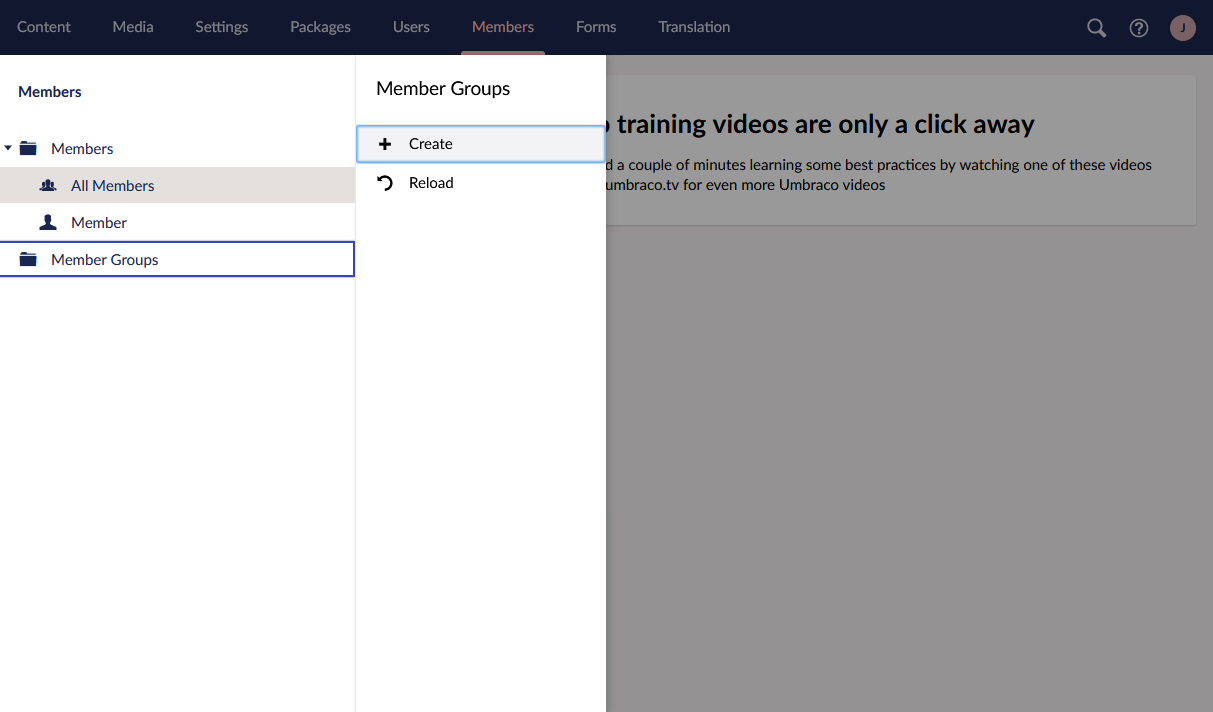 Content Media Settings Packages Users Members Forms Translation J
Members
Members
All Members
Member
Member Groups
Member Groups
Create
Reload
training videos are only a click away
a couple of minutes learning some best practices by watching one of these videos
umbraco.tv for even more Umbraco videos